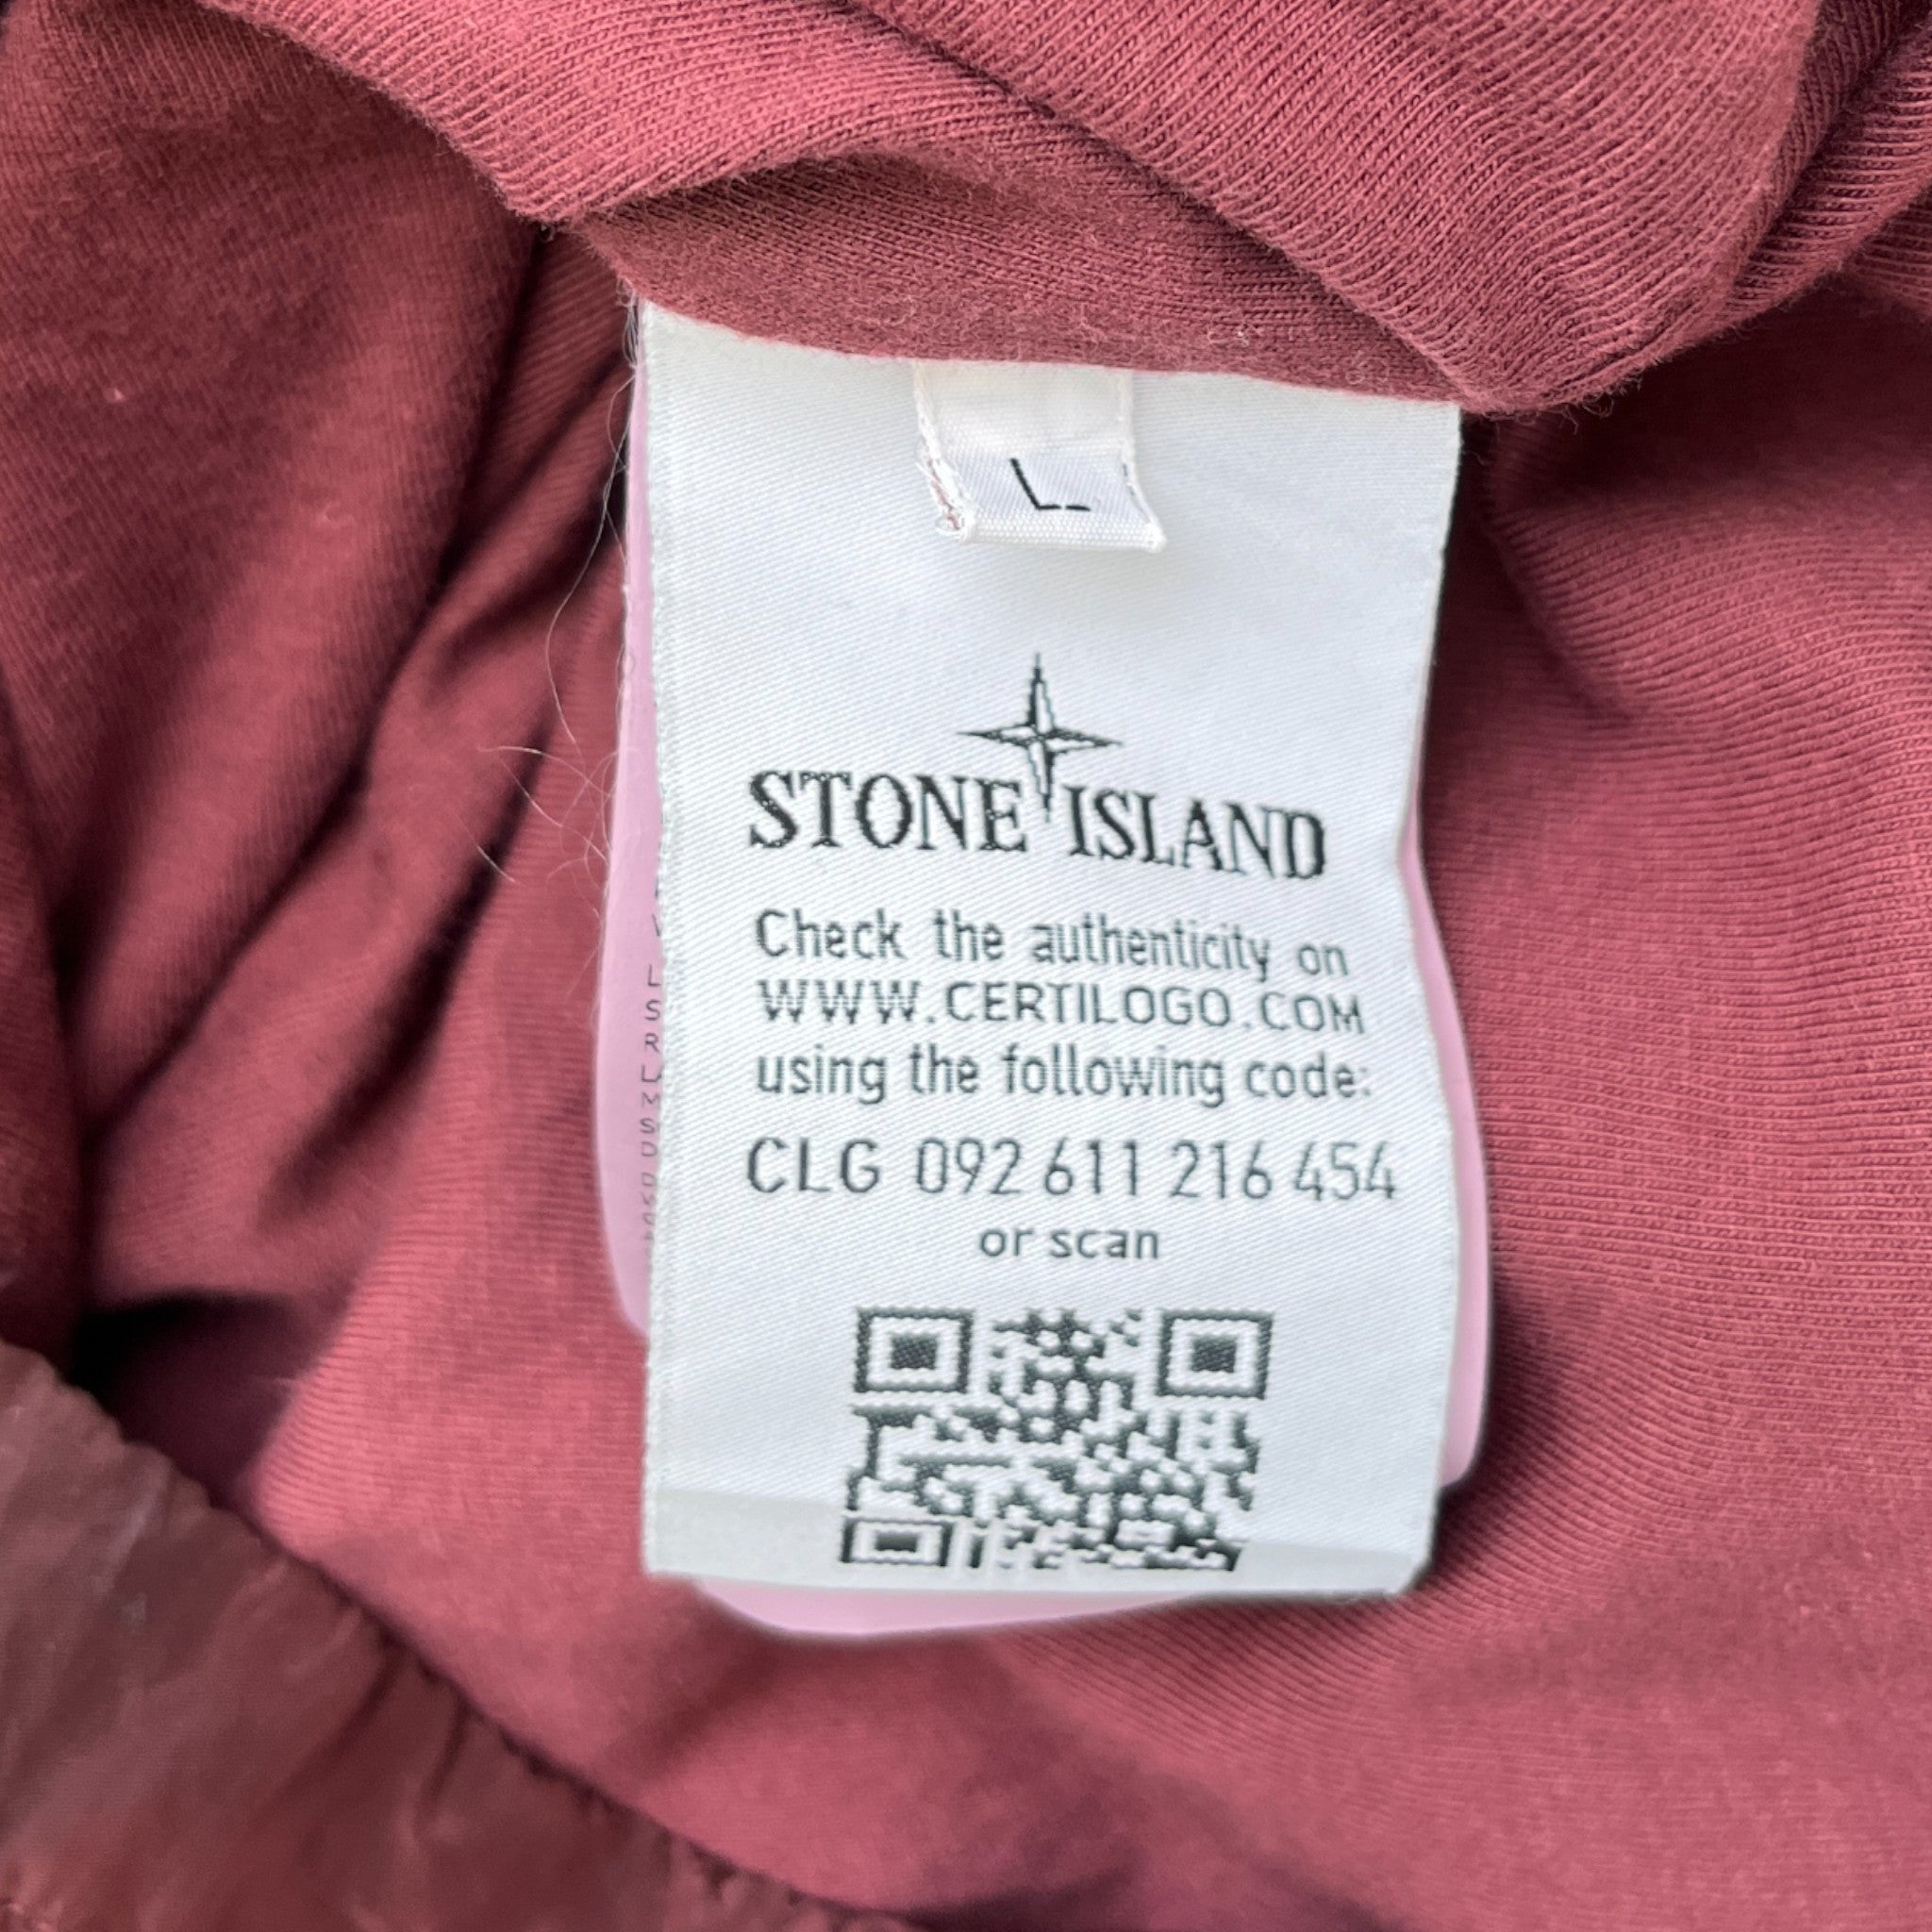 L
STONE ISLAND
Check the authenticity on
WWW.CERTILOGO.COM
using the following code:
CLG 092 611 216 454
or scan
L
S
R
L
M
S
D